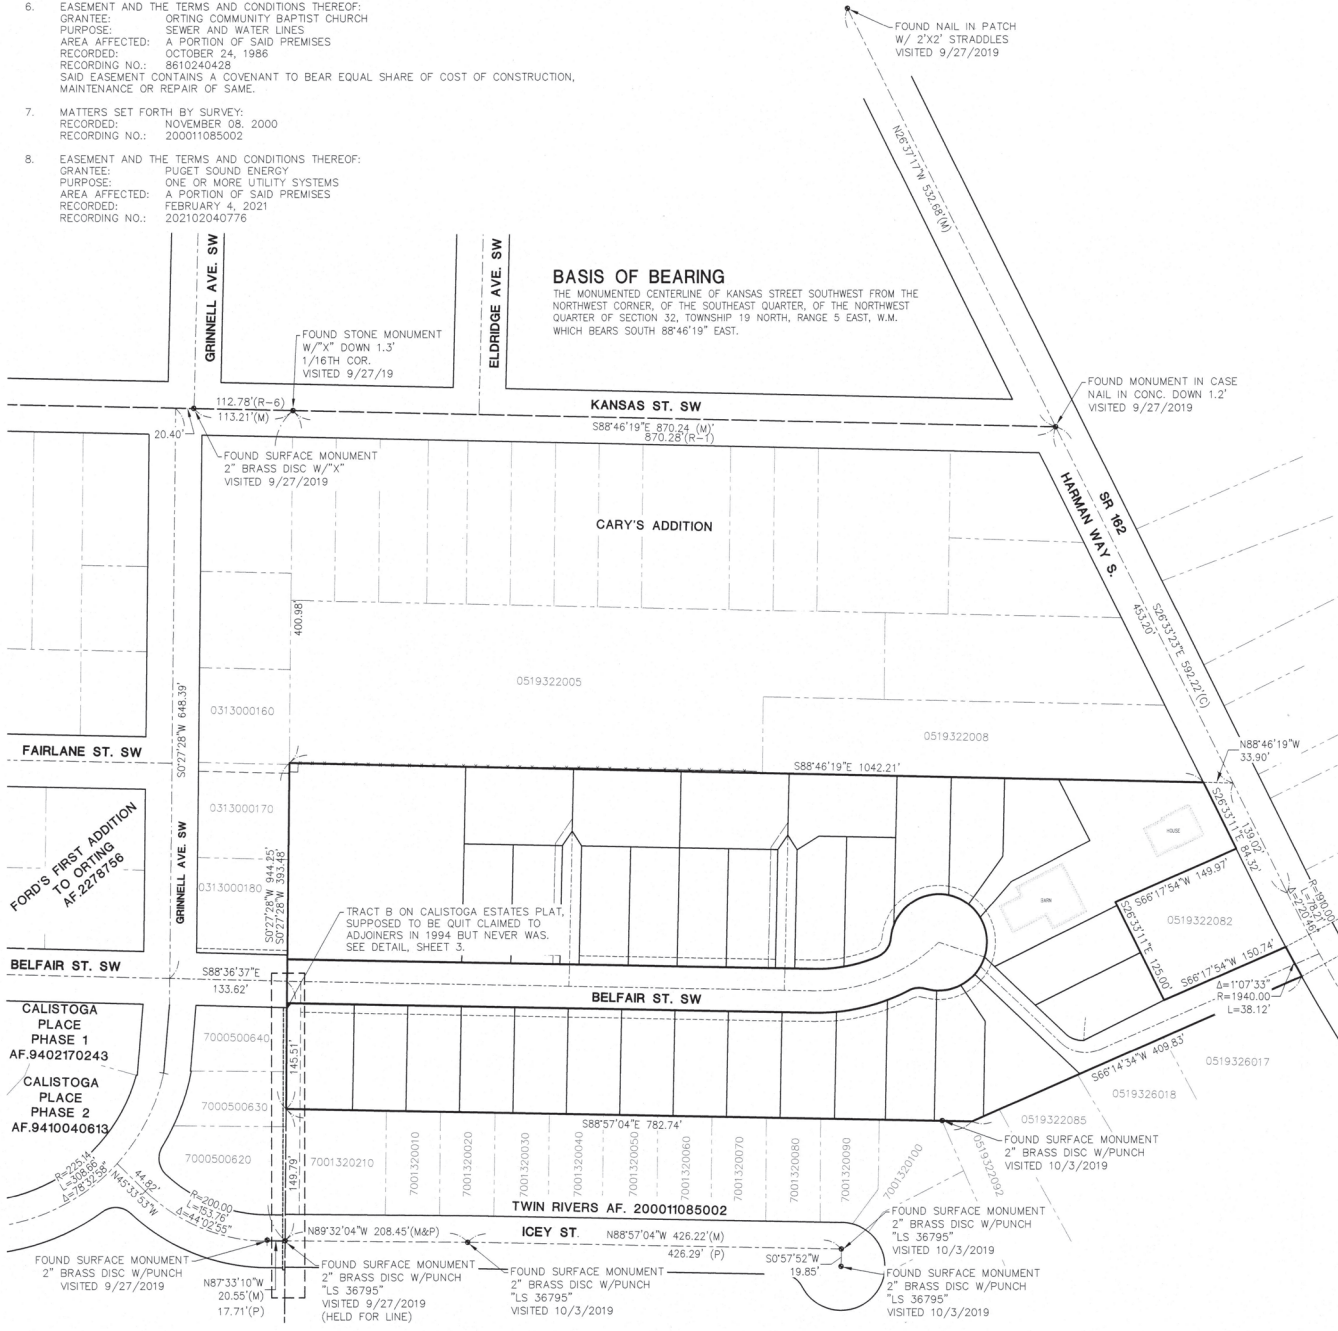 6. EASEMENT AND THE TERMS AND CONDITIONS THEREOF:
GRANTEE: ORTING COMMUNITY BAPTIST CHURCH
PURPOSE: SEWER AND WATER LINES
AREA AFFECTED: A PORTION OF SAID PREMISES
RECORDED: OCTOBER 24, 1986
RECORDING NO.: 8610240428
SAID EASEMENT CONTAINS A COVENANT TO BEAR EQUAL SHARE OF COST OF CONSTRUCTION,
MAINTENANCE OR REPAIR OF SAME.
7. MATTERS SET FORTH BY SURVEY:
RECORDED: NOVEMBER 08, 2000
RECORDING NO.: 200011085002
8. EASEMENT AND THE TERMS AND CONDITIONS THEREOF:
GRANTEE: PUGET SOUND ENERGY
PURPOSE: ONE OR MORE UTILITY SYSTEMS
AREA AFFECTED: A PORTION OF SAID PREMISES
RECORDED: FEBRUARY 4, 2021
RECORDING NO.: 202102040776
FOUND NAIL IN PATCH
W/ 2'X2' STRADDLES
VISITED 9/27/2019
N26°37'17"W 532.68'(M)
GRINNELL AVE. SW
ELDRIDGE AVE. SW
BASIS OF BEARING
THE MONUMENTED CENTERLINE OF KANSAS STREET SOUTHWEST FROM THE
NORTHWEST CORNER, OF THE SOUTHEAST QUARTER, OF THE NORTHWEST
QUARTER OF SECTION 32, TOWNSHIP 19 NORTH, RANGE 5 EAST, W.M.
WHICH BEARS SOUTH 88°46'19" EAST.
FOUND STONE MONUMENT
W/"X" DOWN 1.3'
1/16TH COR.
VISITED 9/27/19
FOUND MONUMENT IN CASE
NAIL IN CONC. DOWN 1.2'
VISITED 9/27/2019
112.78'(R-6)
113.21'(M)
20.40'
KANSAS ST. SW
S88°46'19"E 870.24 (M)'
870.28'(R-1)
FOUND SURFACE MONUMENT
2" BRASS DISC W/"X"
VISITED 9/27/2019
CARY'S ADDITION
SR 162
HARMAN WAY S.
453.20'
S26°33'23"E 592.22'(C)
400.98'
0519322005
0313000160
S0°27'28"W 648.39'
FAIRLANE ST. SW
0519322008
S88°46'19"E 1042.21'
N88°46'19"W
33.90'
0313000170
FORD'S FIRST ADDITION
TO ORTING
AF.2278756
GRINNELL AVE. SW
0313000180
S0°27'28"W 944.25'
S0°27'28"W 393.48'
HOUSE
BARN
139.02'
S26°33'11"E 84.32'
R=1910.00
L=78.21'
Δ=2°20'46"
S66°17'54"W 149.97'
0519322082
S26°33'11"E 125.00'
S66°17'54"W 150.74'
Δ=1°07'33"
R=1940.00
L=38.12'
TRACT B ON CALISTOGA ESTATES PLAT,
SUPPOSED TO BE QUIT CLAIMED TO
ADJOINERS IN 1994 BUT NEVER WAS.
SEE DETAIL, SHEET 3.
BELFAIR ST. SW
S88°36'37"E
133.62'
BELFAIR ST. SW
CALISTOGA
PLACE
PHASE 1
AF.9402170243
CALISTOGA
PLACE
PHASE 2
AF.9410040613
7000500640
145.51'
7000500630
S66°14'34"W 409.83'
0519326017
0519326018
0519322085
S88°57'04"E 782.74'
FOUND SURFACE MONUMENT
2" BRASS DISC W/PUNCH
VISITED 10/3/2019
0519322092
7000500620
7001320210
149.79'
7001320010
7001320020
7001320030
7001320040
7001320050
7001320060
7001320070
7001320080
7001320090
7001320100
R=225.14
L=308.66'
Δ=78°32'58"
44.82'
N45°33'53"W
R=200.00
L=153.76'
Δ=44°02'55"
TWIN RIVERS AF. 200011085002
N89°32'04"W 208.45'(M&P)
ICEY ST.
N88°57'04"W 426.22'(M)
426.29' (P)
S0°57'52"W
19.85'
FOUND SURFACE MONUMENT
2" BRASS DISC W/PUNCH
"LS 36795"
VISITED 10/3/2019
FOUND SURFACE MONUMENT
2" BRASS DISC W/PUNCH
VISITED 9/27/2019
N87°33'10"W
20.55'(M)
17.71'(P)
FOUND SURFACE MONUMENT
2" BRASS DISC W/PUNCH
"LS 36795"
VISITED 9/27/2019
(HELD FOR LINE)
FOUND SURFACE MONUMENT
2" BRASS DISC W/PUNCH
"LS 36795"
VISITED 10/3/2019
FOUND SURFACE MONUMENT
2" BRASS DISC W/PUNCH
"LS 36795"
VISITED 10/3/2019